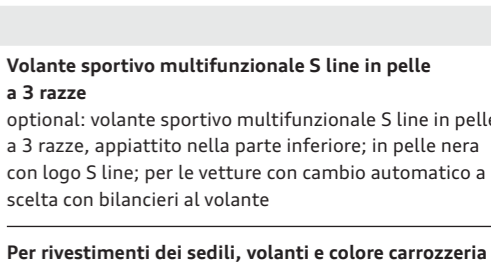 Volante sportivo multifunzionale S line in pelle
a 3 razze
optional: volante sportivo multifunzionale S line in pelle
a 3 razze, appiattito nella parte inferiore; in pelle nera
con logo S line; per le vetture con cambio automatico a
scelta con bilancieri al volante
Per rivestimenti dei sedili, volanti e colore carrozzeria